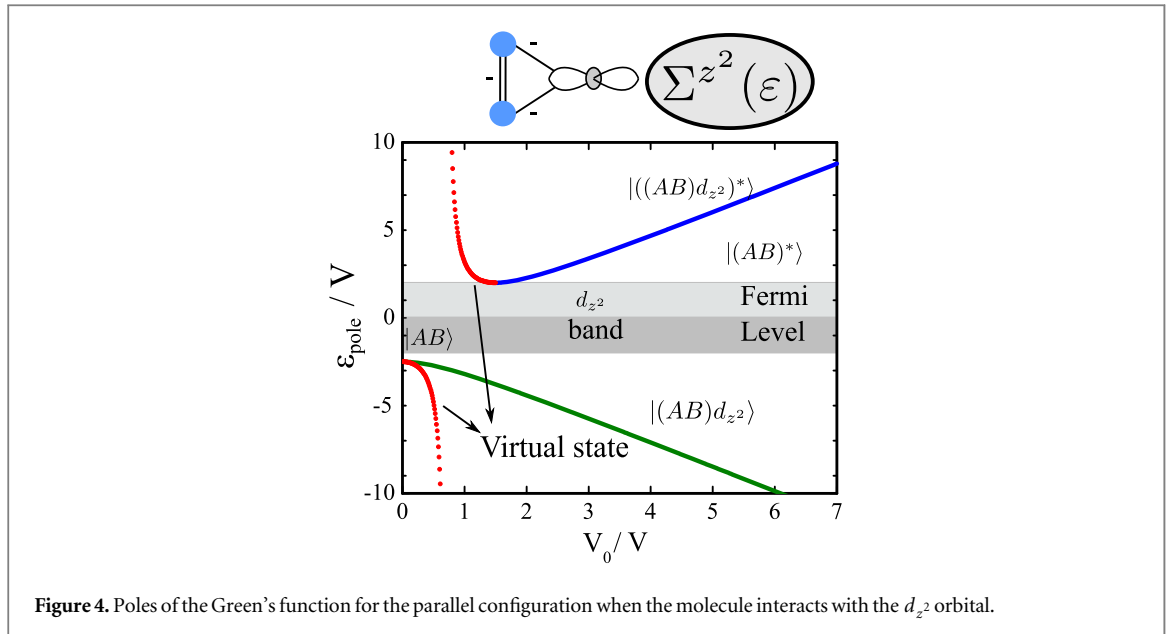 - 
- 
-
Σ^{z^2}(ε)
10
5
0
-5
-10
ε_pole / V
|((AB)d_{z^2})^*⟩
|(AB)^*⟩
d_{z^2} Fermi
band Level
|AB⟩
|(AB)d_{z^2}⟩
Virtual state
0 1 2 3 4 5 6 7
V_0 / V
Figure 4. Poles of the Green's function for the parallel configuration when the molecule interacts with the d_{z^2} orbital.